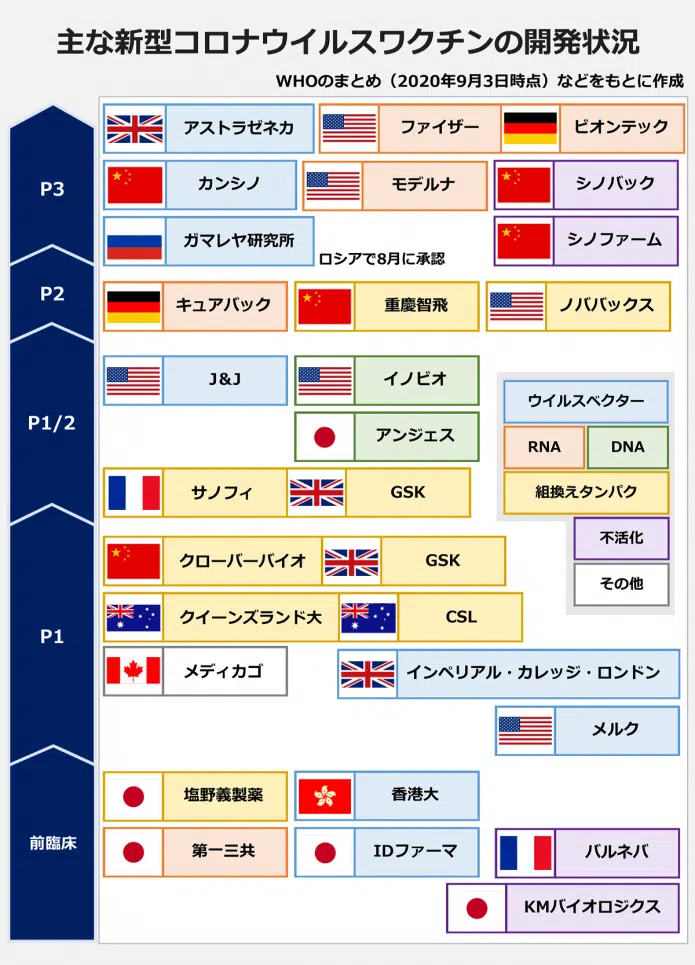 主な新型コロナウイルスワクチンの開発状況
WHOのまとめ（2020年9月3日時点）などをもとに作成
P3
アストラゼネカ
ファイザー
ビオンテック
カンシノ
モデルナ
シノバック
ガマレヤ研究所
ロシアで8月に承認
シノファーム
P2
キュアバック
重慶智飛
ノババックス
P1/2
J&J
イノビオ
アンジェス
サノフィ
GSK
ウイルスベクター
RNA
DNA
組換えタンパク
不活化
その他
P1
クローバーバイオ
GSK
クイーンズランド大
CSL
メディカゴ
インペリアル・カレッジ・ロンドン
メルク
前臨床
塩野義製薬
香港大
第一三共
IDファーマ
バルネバ
KMバイオロジクス